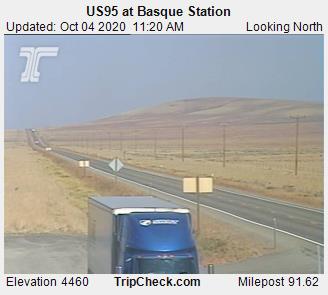 US95 at Basque Station
Updated: Oct 04 2020 11:20 AM Looking North
Elevation 4460 TripCheck.com Milepost 91.62